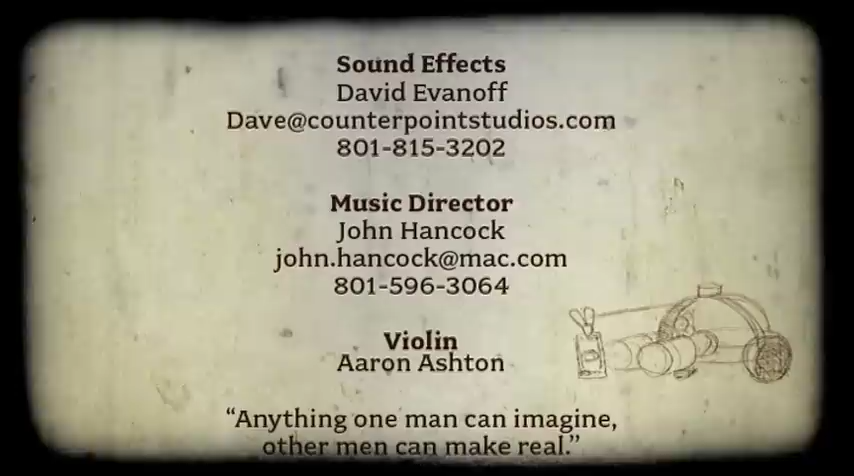 Sound Effects
David Evanoff
Dave@counterpointstudios.com
801-815-3202
Music Director
John Hancock
john.hancock@mac.com
801-596-3064
Violin
Aaron Ashton
“Anything one man can imagine,
other men can make real.”